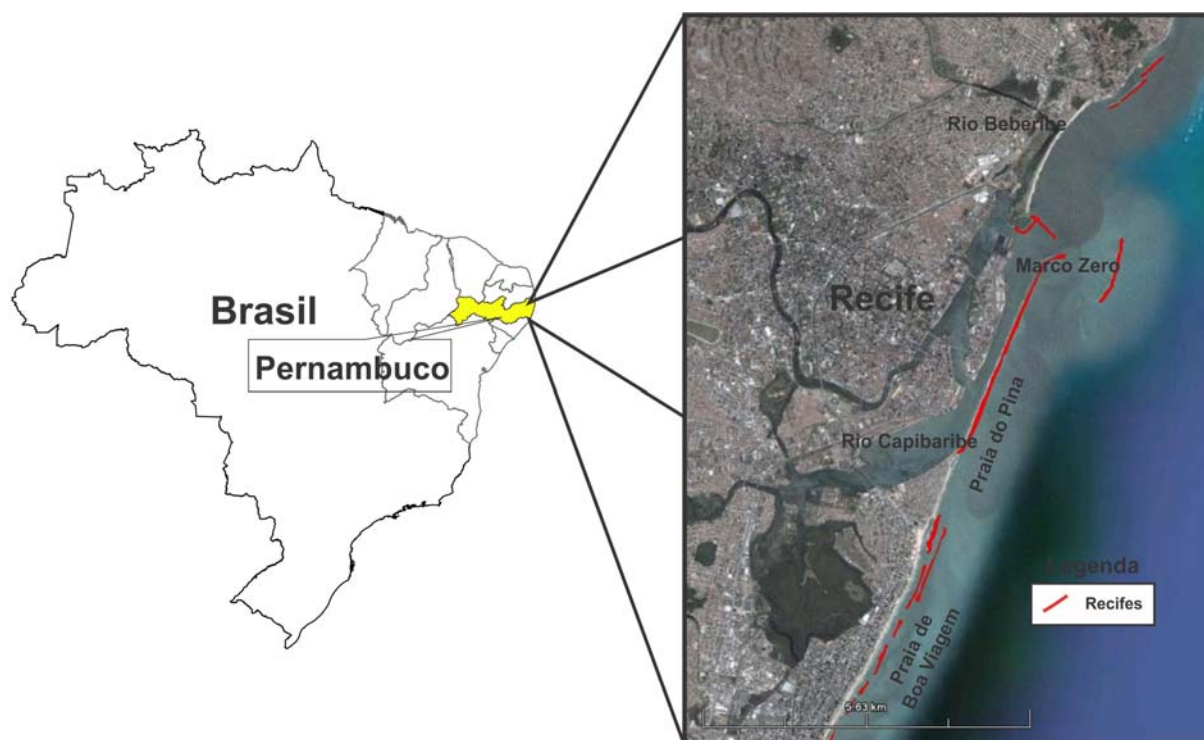 Brasil
Pernambuco
Rio Beberibe
Marco Zero
Recife
Praia do Pina
Rio Capibaribe
Legenda
Recifes
Praia de
Boa Viagem
5.63 km